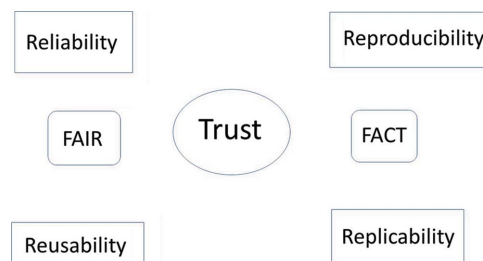 Reliability
Reproducibility
FAIR
Trust
FACT
Reusability
Replicability